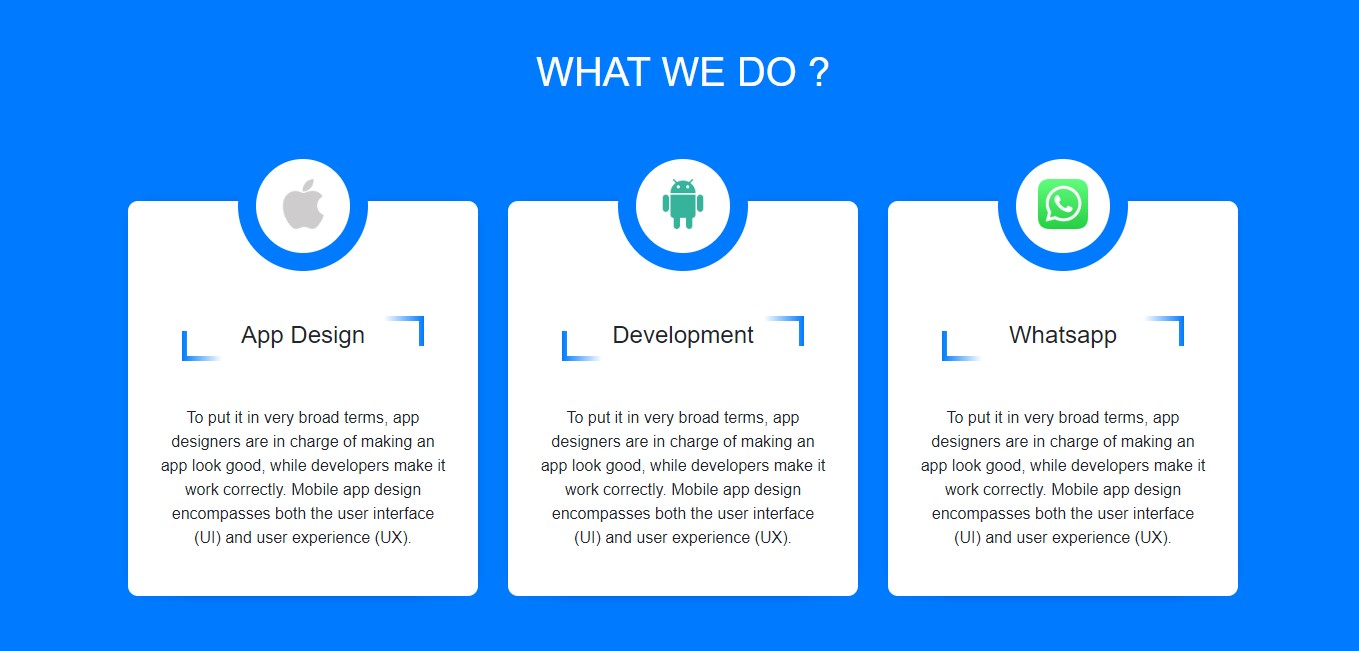 WHAT WE DO ?
App Design
To put it in very broad terms, app
designers are in charge of making an
app look good, while developers make it
work correctly. Mobile app design
encompasses both the user interface
(UI) and user experience (UX).
Development
To put it in very broad terms, app
designers are in charge of making an
app look good, while developers make it
work correctly. Mobile app design
encompasses both the user interface
(UI) and user experience (UX).
Whatsapp
To put it in very broad terms, app
designers are in charge of making an
app look good, while developers make it
work correctly. Mobile app design
encompasses both the user interface
(UI) and user experience (UX).